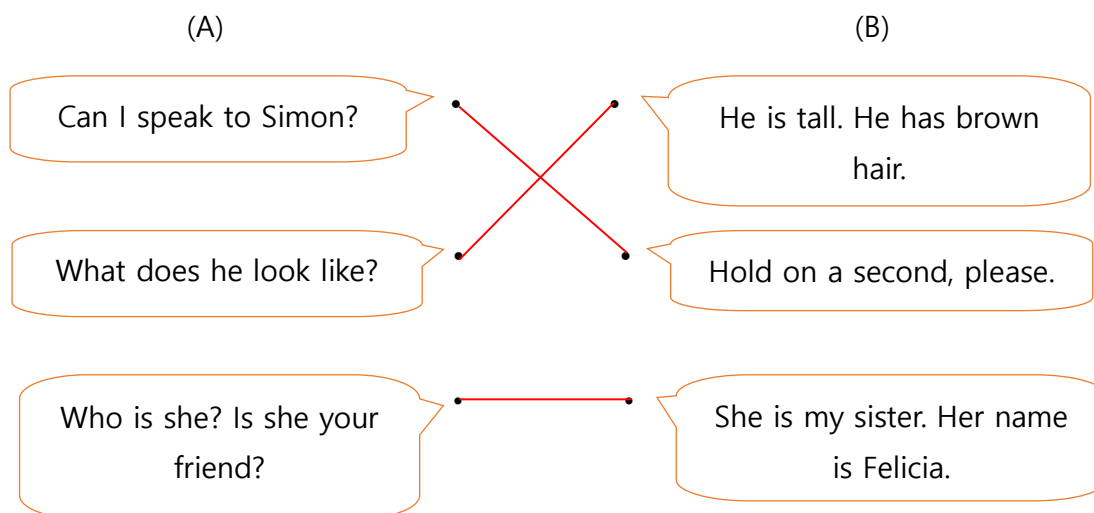 (A)
(B)
Can I speak to Simon?
He is tall. He has brown
hair.
What does he look like?
Hold on a second, please.
Who is she? Is she your
friend?
She is my sister. Her name
is Felicia.